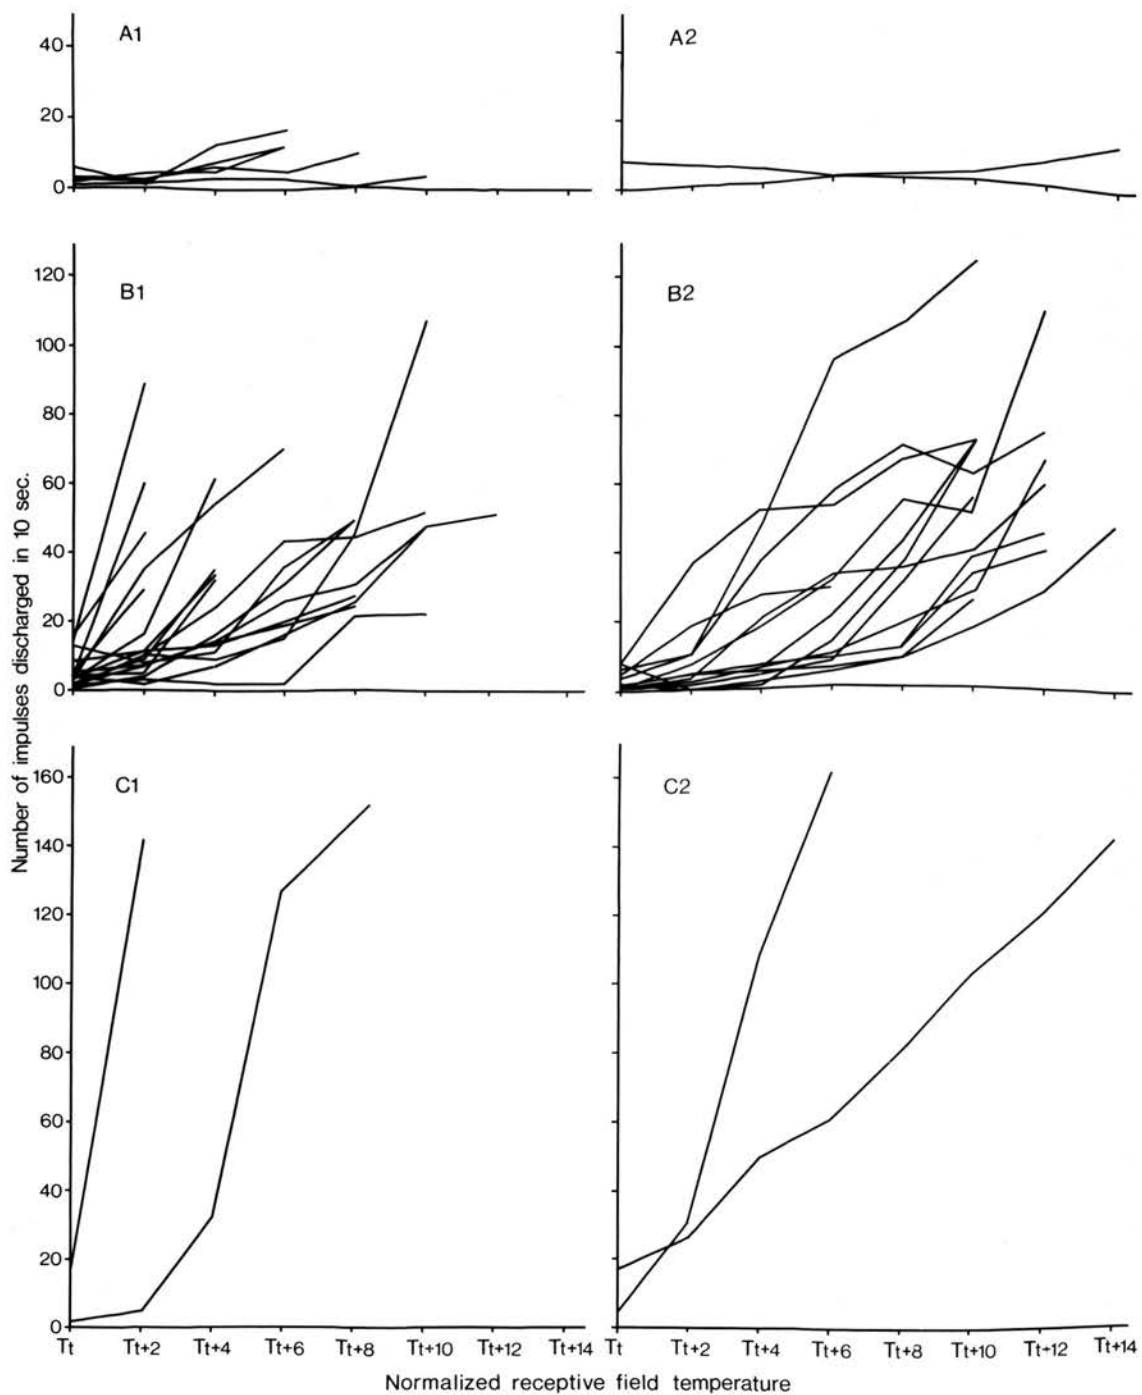 A1
A2
40
20
0
B1
B2
120
100
80
60
40
20
0
Number of impulses discharged in 10 sec.
C1
C2
160
140
120
100
80
60
40
20
0
Tt Tt+2 Tt+4 Tt+6 Tt+8 Tt+10 Tt+12 Tt+14
Tt Tt+2 Tt+4 Tt+6 Tt+8 Tt+10 Tt+12 Tt+14
Normalized receptive field temperature